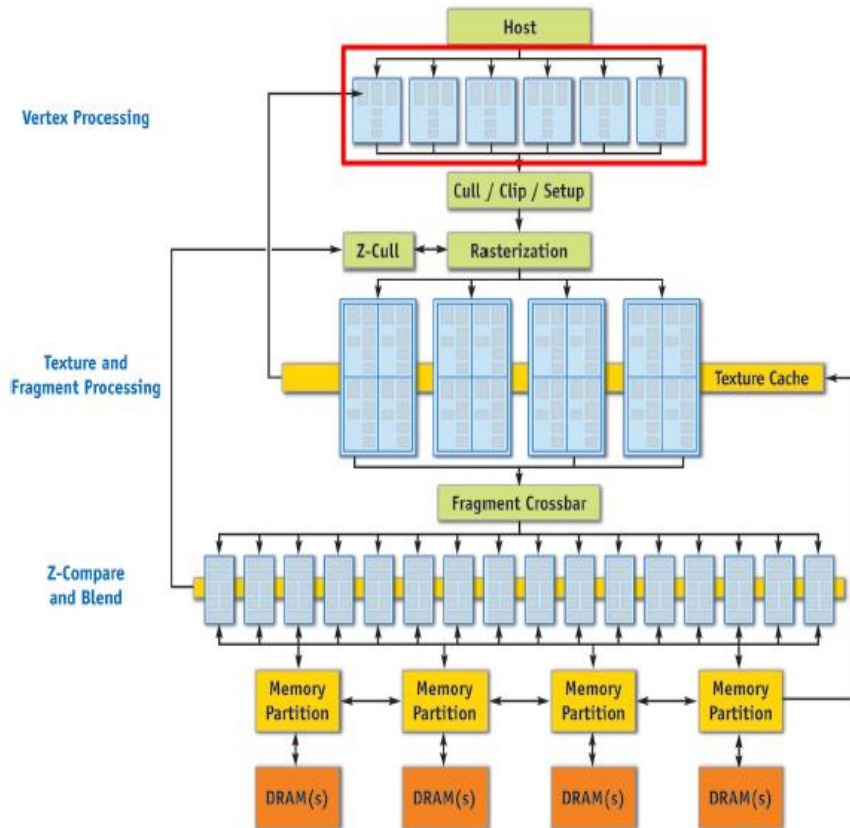 Host
Vertex Processing
Cull / Clip / Setup
Z-Cull
Rasterization
Texture and
Fragment Processing
Texture Cache
Fragment Crossbar
Z-Compare
and Blend
Memory
Partition
Memory
Partition
Memory
Partition
Memory
Partition
DRAM(s)
DRAM(s)
DRAM(s)
DRAM(s)